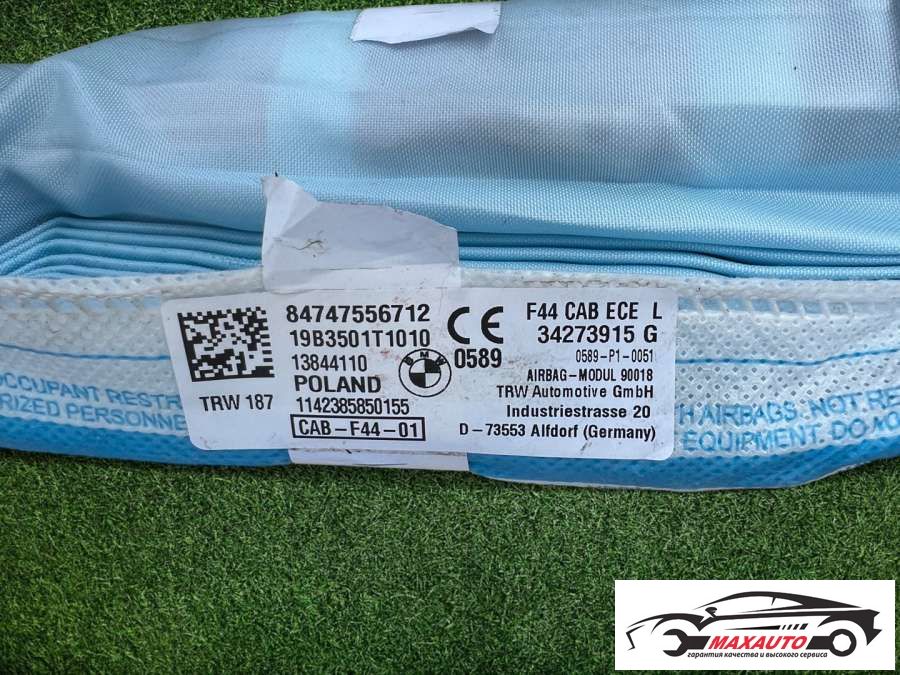 84747556712
19B3501T1010
13844110
POLAND
1142385850155
CAB-F44-01
TRW 187
BMW
CE
0589
F44 CAB ECE L
34273915 G
0589-P1-0051
AIRBAG-MODUL 90018
TRW Automotive GmbH
Industriestrasse 20
D-73553 Alfdorf (Germany)
OCCUPANT RESTR
RIZED PERSONNE
H AIRBAGS. NOT RE
EQUIPMENT. DO
MAXAUTO
гарантия качества и высокого сервиса